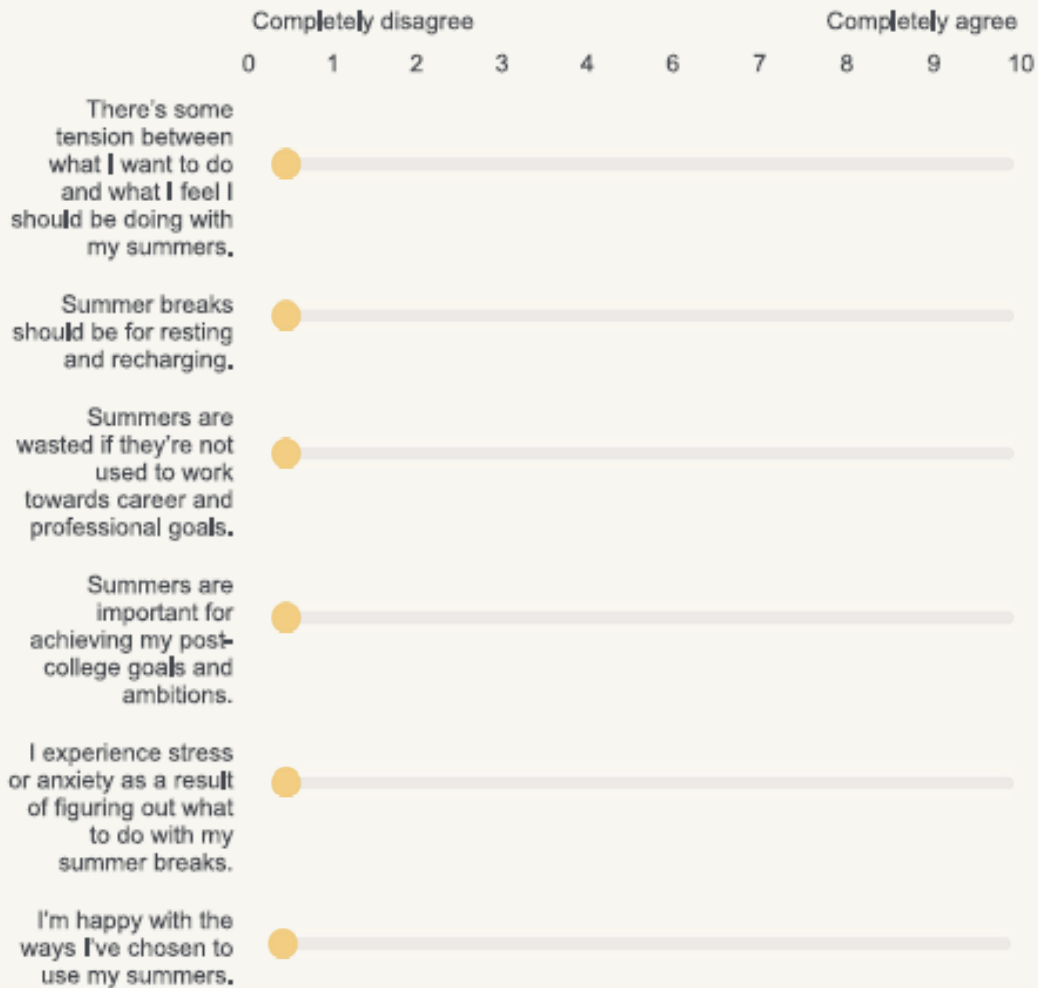 Completely disagree Completely agree
0 1 2 3 4 6 7 8 9 10
There's some
tension between
what I want to do
and what I feel I
should be doing with
my summers.
Summer breaks
should be for resting
and recharging.
Summers are
wasted if they're not
used to work
towards career and
professional goals.
Summers are
important for
achieving my post-
college goals and
ambitions.
I experience stress
or anxiety as a result
of figuring out what
to do with my
summer breaks.
I'm happy with the
ways I've chosen to
use my summers.